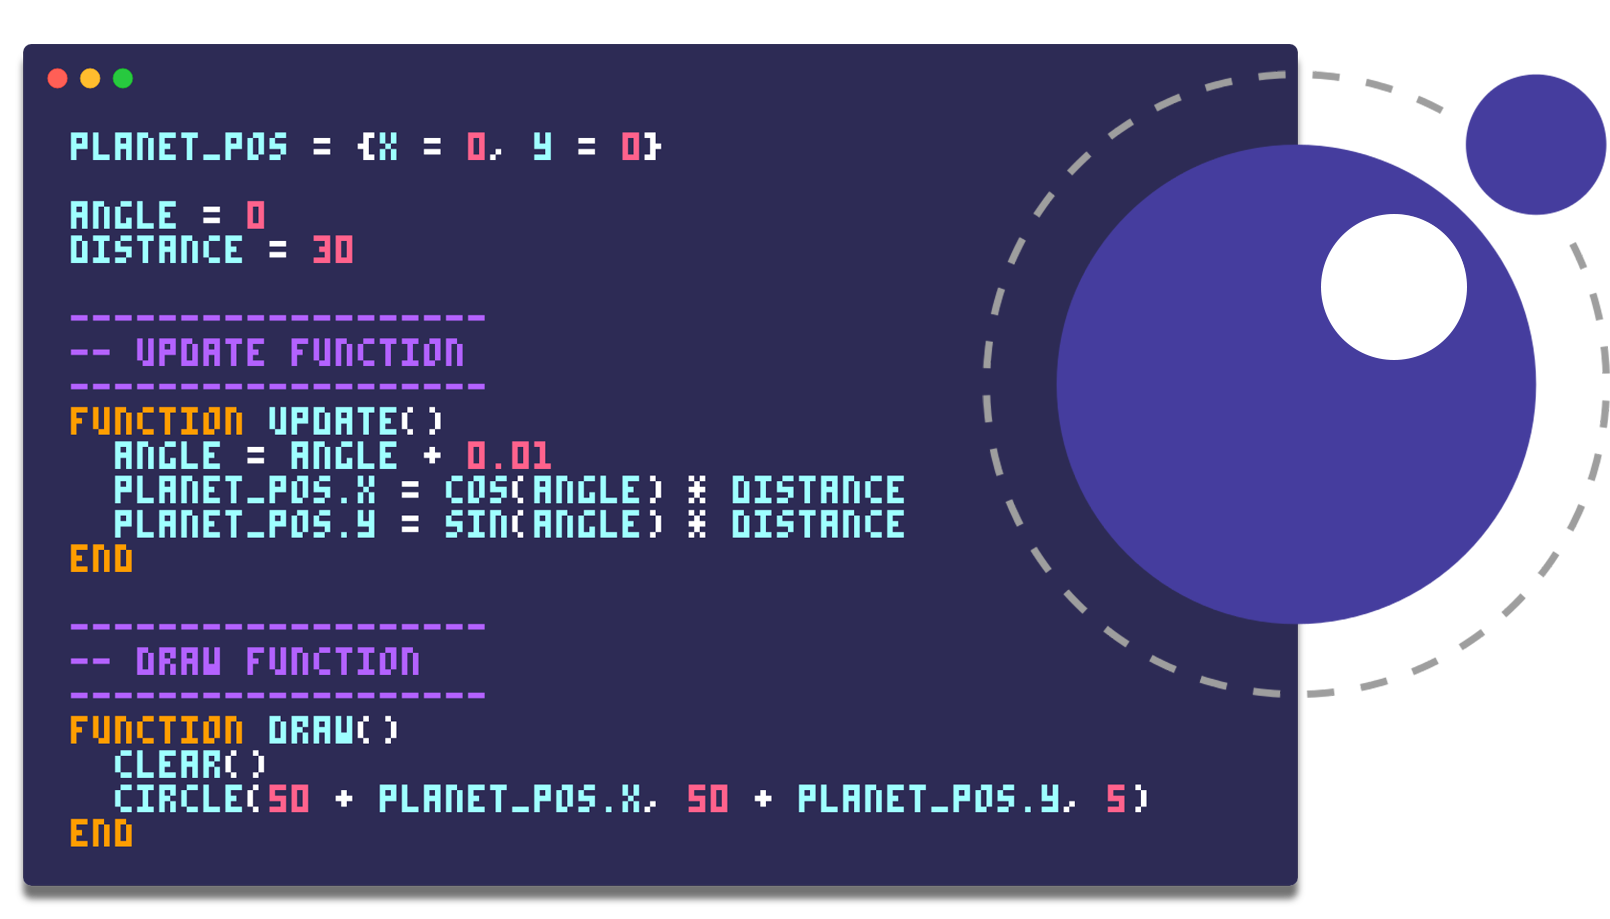 PLANET_POS = {X = 0, Y = 0}
ANGLE = 0
DISTANCE = 30
-------------------
-- UPDATE FUNCTION
-------------------
FUNCTION UPDATE()
ANGLE = ANGLE + 0.01
PLANET_POS.X = COS(ANGLE) * DISTANCE
PLANET_POS.Y = SIN(ANGLE) * DISTANCE
END
-------------------
-- DRAW FUNCTION
-------------------
FUNCTION DRAW()
CLEAR()
CIRCLE(50 + PLANET_POS.X, 50 + PLANET_POS.Y, 5)
END